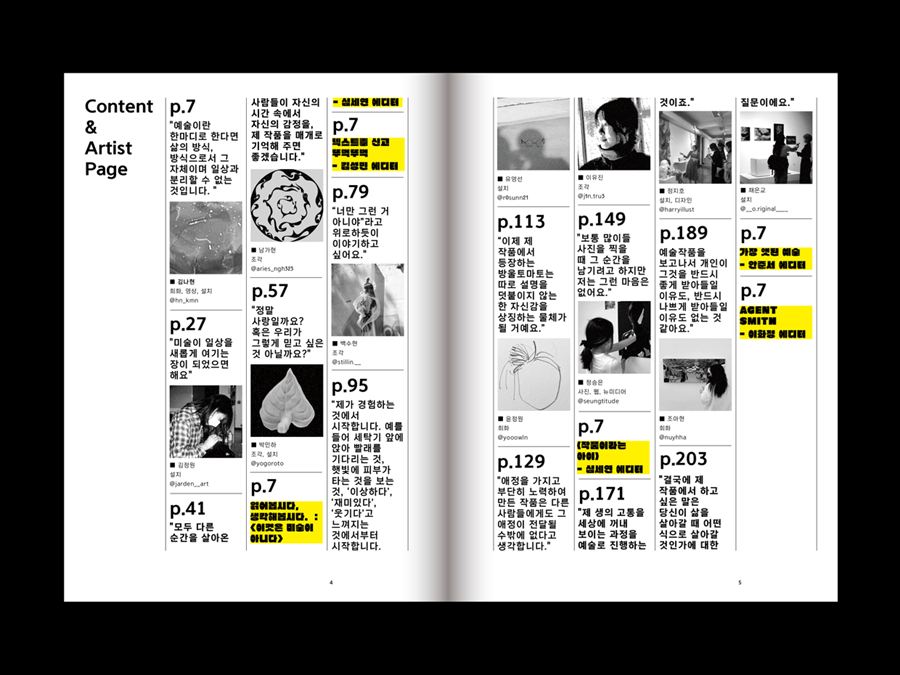 Content
&
Artist
Page
p.7
"예술이란
한마디로 한다면
삶의 방식,
방식으로서 그
자체이며 일상과
분리할 수 없는
것입니다. "
■ 김나현
회화, 영상, 설치
@hn_kmn
p.27
"미술이 일상을
새롭게 여기는
장이 되었으면
해요"
■ 김정원
설치
@jarden__art
p.41
"모두 다른
순간을 살아온
사람들이 자신의
시간 속에서
자신의 감정을,
제 작품을 매개로
기억해 주면
좋겠습니다."
■ 남가현
조각
@aries_ngh325
p.57
"정말
사랑일까요?
혹은 우리가
그렇게 믿고 싶은
것 아닐까요?"
■ 박민하
조각, 설치
@yogoroto
p.7
읽어봅시다,
생각해봅시다. :
<이것은 미술이
아니다>
- 심세연 에디터
p.7
텍스트를 신고
뚜벅뚜벅
- 김성민 에디터
p.79
"너만 그런 거
아니야"라고
위로하듯이
이야기하고
싶어요."
■ 백수현
조각
@stillin.__
p.95
"제가 경험하는
것에서
시작합니다. 예를
들어 세탁기 앞에
앉아 빨래를
기다리는 것,
햇빛에 피부가
타는 것을 보는
것, '이상하다',
'재미있다',
'웃기다'고
느껴지는
것에서부터
시작합니다.
4
■ 유영선
설치
@r0sunn21
p.113
"이제 제
작품에서
등장하는
방울토마토는
따로 설명을
덧붙이지 않는
한 자신감을
상징하는 물체가
될 거예요."
■ 윤정원
회화
@yooowln
p.129
"애정을 가지고
부단히 노력하여
만든 작품은 다른
사람들에게도 그
애정이 전달될
수밖에 없다고
생각합니다."
■ 이유진
조각
@jtn.tru3
p.149
"보통 많이들
사진을 찍을
때 그 순간을
남기려고 하지만
저는 그런 마음은
없어요."
■ 정승은
사진, 웹, 뉴미디어
@seungtitude
p.7
<작품이라는
아이>
- 심세연 에디터
p.171
"제 생의 고통을
세상에 꺼내
보이는 과정을
예술로 진행하는
것이죠."
■ 정지호
설치, 디자인
@harryillust
p.189
예술작품을
보고나서 개인이
그것을 반드시
좋게 받아들일
이유도, 반드시
나쁘게 받아들일
이유도 없는 것
같아요."
■ 조아현
회화
@nuyhha
p.203
"결국에 제
작품에서 하고
싶은 말은
당신이 삶을
살아갈 때 어떤
식으로 살아갈
것인가에 대한
질문이에요."
■ 채은교
설치
@__o.riginal____
p.7
가장 앳된 예술
- 안준서 에디터
p.7
AGENT
SMITH
- 이화정 에디터
5